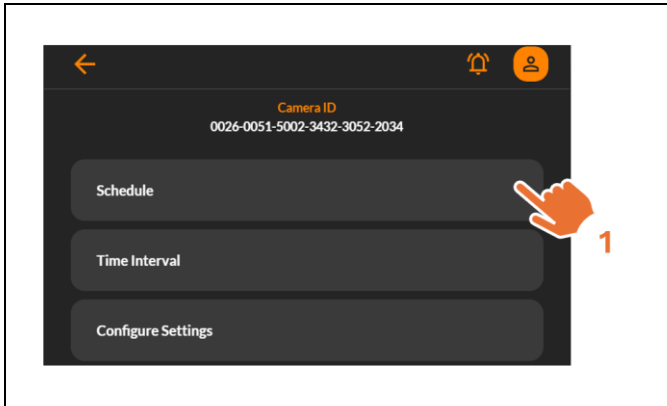 Camera ID
0026-0051-5002-3432-3052-2034
Schedule
1
Time Interval
Configure Settings